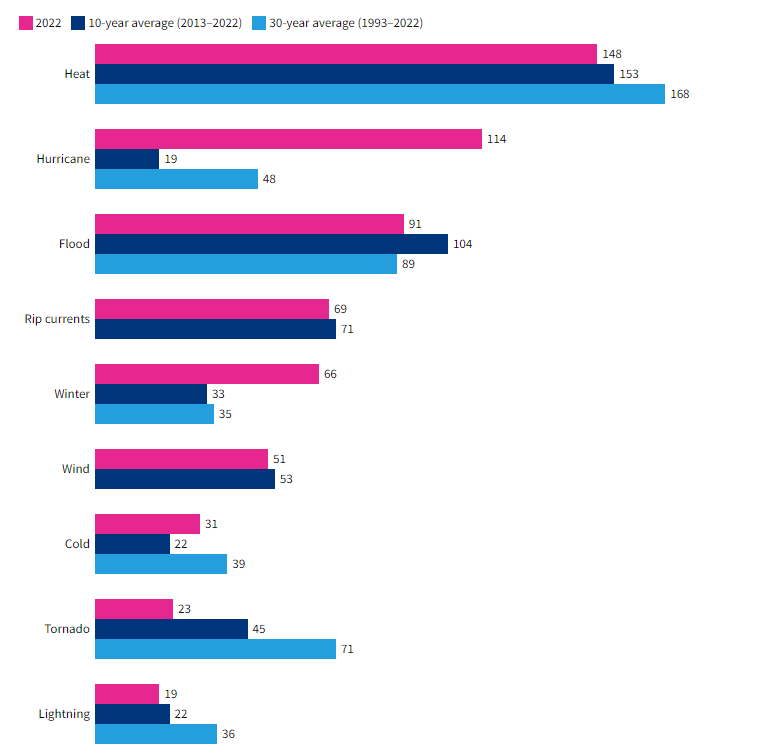 2022 10-year average (2013–2022) 30-year average (1993–2022)
148
Heat 153
168
114
Hurricane 19
48
91
Flood 104
89
69
Rip currents
71
66
Winter 33
35
51
Wind
53
31
Cold 22
39
23
Tornado 45
71
19
Lightning 22
36